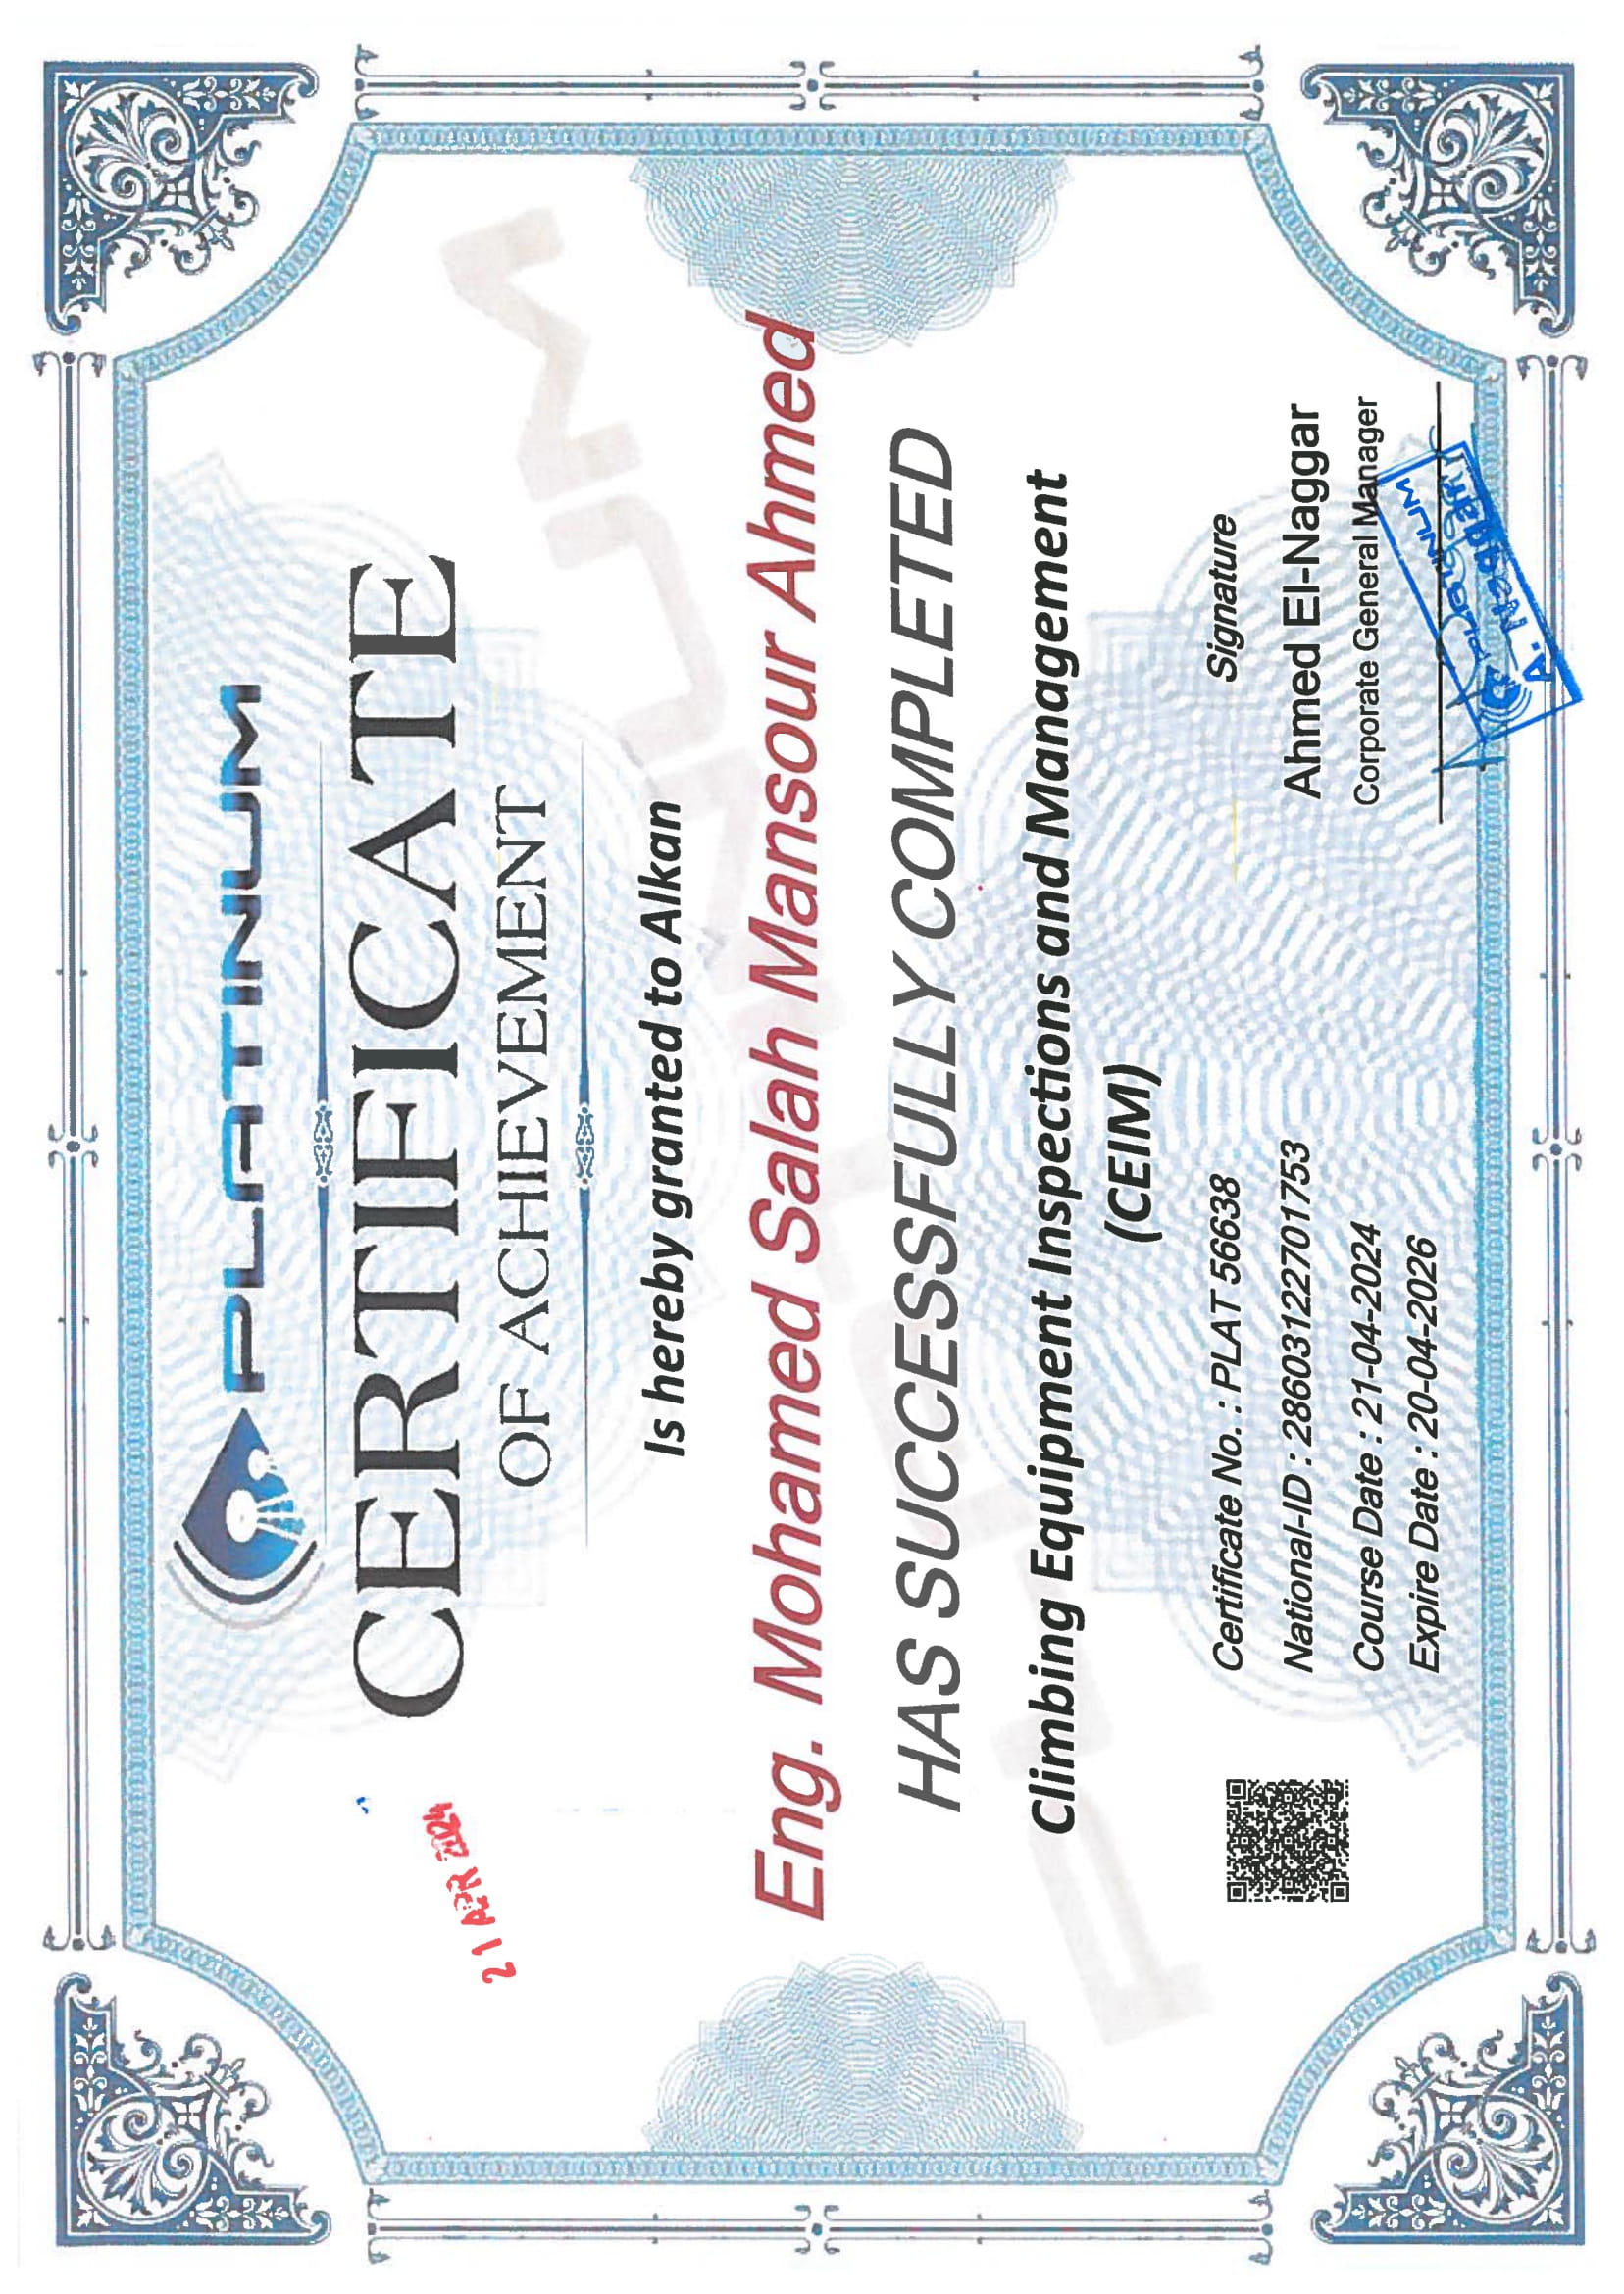 PLATINUM
CERTIFICATE
OF ACHIEVEMENT
21 APR 2024
Is hereby granted to Alkan
Eng. Mohamed Salah Mansour Ahmed
HAS SUCCESSFULLY COMPLETED
Climbing Equipment Inspections and Management
(CEIM)
Certificate No. : PLAT 56638
National-ID : 28603122701753
Course Date : 21-04-2024
Expire Date : 20-04-2026
Signature
Ahmed El-Naggar
Corporate General Manager
PLATINUM
A. Naggar